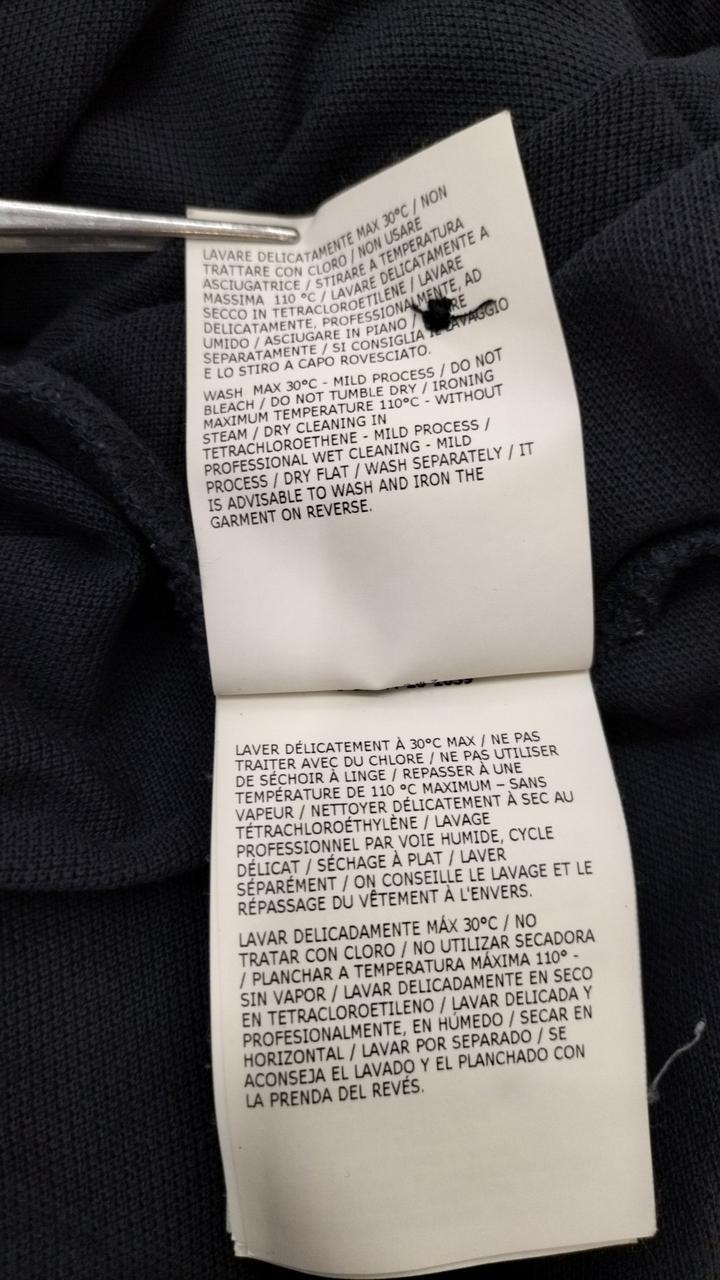 LAVARE DELICATAMENTE MAX 30°C / NON
TRATTARE CON CLORO / NON USARE
ASCIUGATRICE / STIRARE A TEMPERATURA
MASSIMA 110 °C / LAVARE DELICATAMENTE A
SECCO IN TETRACLOROETILENE / LAVARE
DELICATAMENTE, PROFESSIONALMENTE, AD
UMIDO / ASCIUGARE IN PIANO /
SEPARATAMENTE / SI CONSIGLIA IL LAVAGGIO
E LO STIRO A CAPO ROVESCIATO.
WASH MAX 30°C - MILD PROCESS / DO NOT
BLEACH / DO NOT TUMBLE DRY / IRONING
MAXIMUM TEMPERATURE 110°C - WITHOUT
STEAM / DRY CLEANING IN
TETRACHLOROETHENE - MILD PROCESS /
PROFESSIONAL WET CLEANING - MILD
PROCESS / DRY FLAT / WASH SEPARATELY / IT
IS ADVISABLE TO WASH AND IRON THE
GARMENT ON REVERSE.
LAVER DÉLICATEMENT À 30°C MAX / NE PAS
TRAITER AVEC DU CHLORE / NE PAS UTILISER
DE SÉCHOIR À LINGE / REPASSER À UNE
TEMPÉRATURE DE 110 °C MAXIMUM – SANS
VAPEUR / NETTOYER DÉLICATEMENT À SEC AU
TÉTRACHLOROÉTHYLÈNE / LAVAGE
PROFESSIONNEL PAR VOIE HUMIDE, CYCLE
DÉLICAT / SÉCHAGE À PLAT / LAVER
SÉPARÉMENT / ON CONSEILLE LE LAVAGE ET LE
RÉPASSAGE DU VÊTEMENT À L'ENVERS.
LAVAR DELICADAMENTE MÁX 30°C / NO
TRATAR CON CLORO / NO UTILIZAR SECADORA
/ PLANCHAR A TEMPERATURA MÁXIMA 110° -
SIN VAPOR / LAVAR DELICADAMENTE EN SECO
EN TETRACLOROETILENO / LAVAR DELICADA Y
PROFESIONALMENTE, EN HÚMEDO / SECAR EN
HORIZONTAL / LAVAR POR SEPARADO / SE
ACONSEJA EL LAVADO Y EL PLANCHADO CON
LA PRENDA DEL REVÉS.